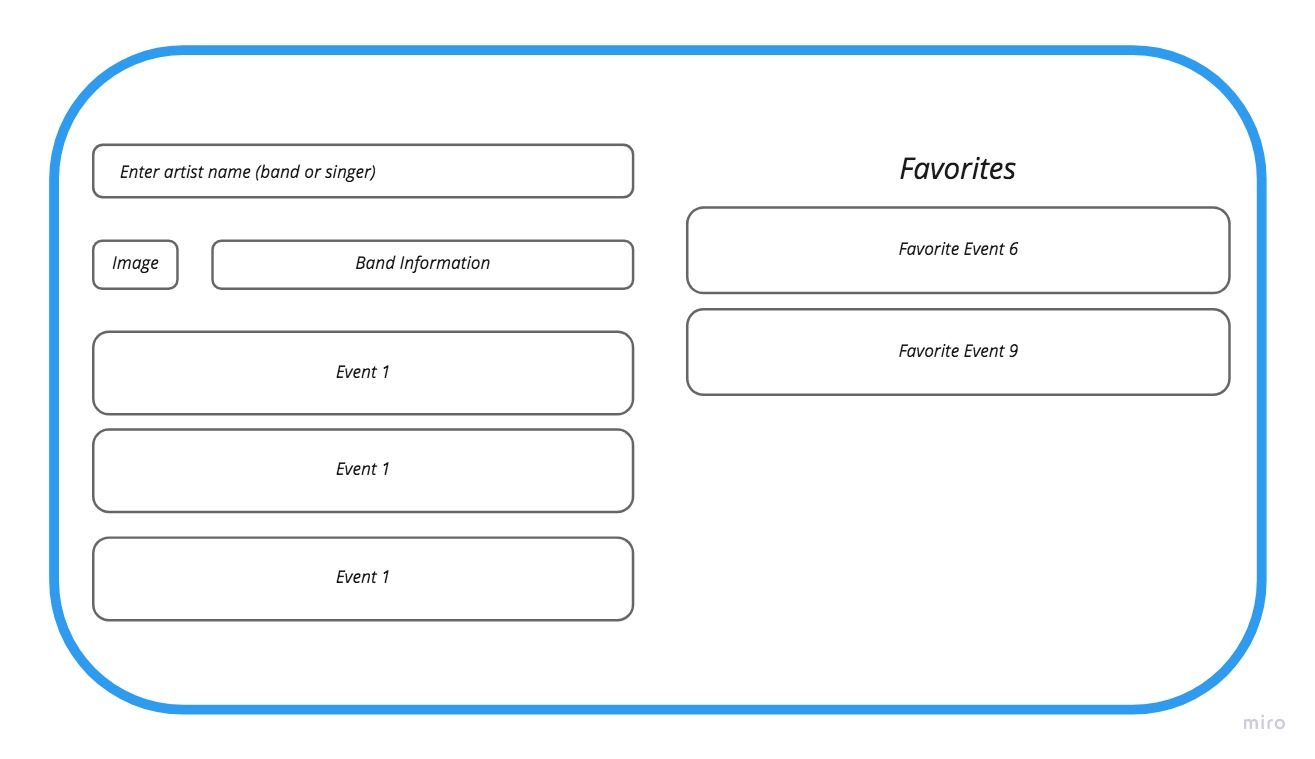 Enter artist name (band or singer)
Image
Band Information
Event 1
Event 1
Event 1
Favorites
Favorite Event 6
Favorite Event 9
miro